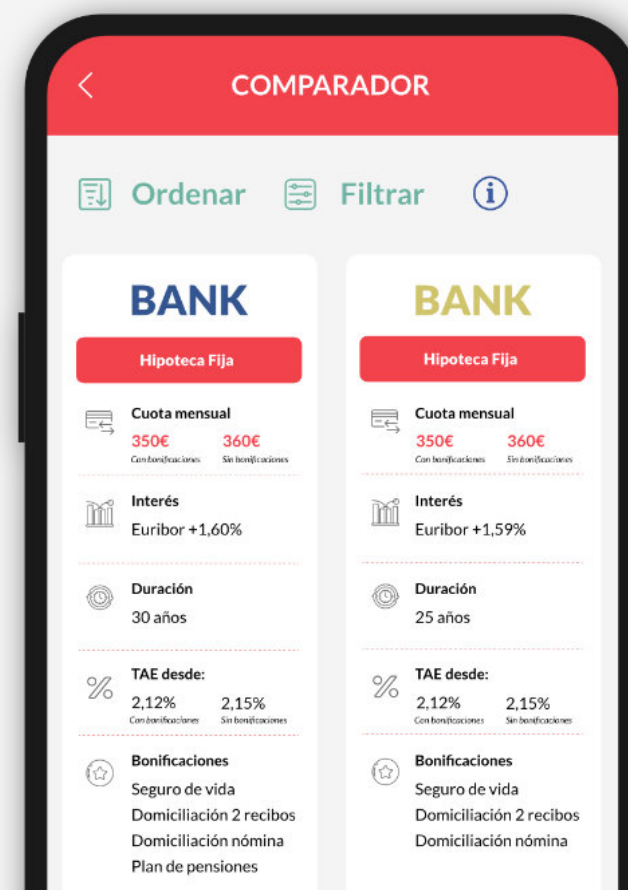 COMPARADOR
Ordenar Filtrar
BANK
Hipoteca Fija
Cuota mensual
350€ 360€
Con bonificaciones Sin bonificaciones
Interés
Euribor +1,60%
Duración
30 años
TAE desde:
2,12% 2,15%
Con bonificaciones Sin bonificaciones
Bonificaciones
Seguro de vida
Domiciliación 2 recibos
Domiciliación nómina
Plan de pensiones
BANK
Hipoteca Fija
Cuota mensual
350€ 360€
Con bonificaciones Sin bonificaciones
Interés
Euribor +1,59%
Duración
25 años
TAE desde:
2,12% 2,15%
Con bonificaciones Sin bonificaciones
Bonificaciones
Seguro de vida
Domiciliación 2 recibos
Domiciliación nómina